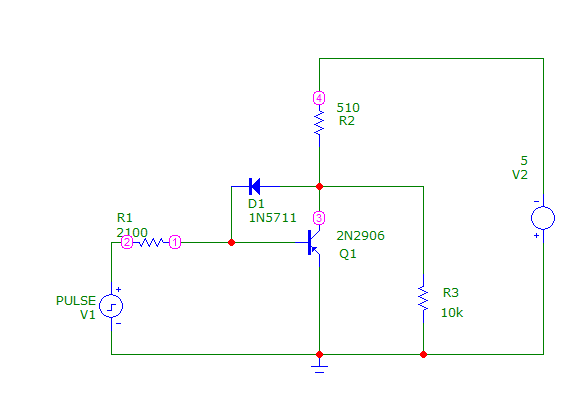 4
510
R2
5
V2
-
D1
1N5711
3
R1
2100
2
1
2N2906
Q1
+
PULSE
V1
+
-
R3
10k